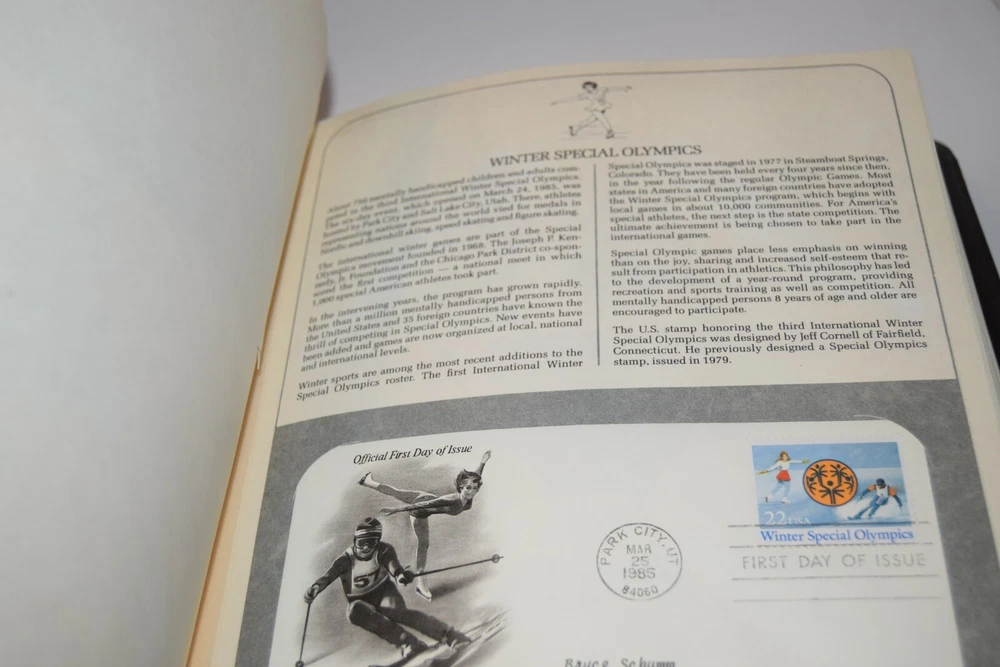 WINTER SPECIAL OLYMPICS
About 750 mentally handicapped children and adults com-
peted in the third International Winter Special Olympics.
The six-day event, which opened on March 24, 1985, was
hosted by Park City and Salt Lake City, Utah. There, athletes
representing nations around the world vied for medals in
Nordic and downhill skiing, speed skating and figure skating.
The international winter games are part of the Special
Olympics movement founded in 1968. The Joseph P. Ken-
nedy, Jr. Foundation and the Chicago Park District co-spon-
sored the first competition — a national meet in which
1,000 special American athletes took part.
In the intervening years, the program has grown rapidly.
More than a million mentally handicapped persons from
the United States and 35 foreign countries have known the
thrill of competing in Special Olympics. New events have
been added and games are now organized at local, national
and international levels.
Winter sports are among the most recent additions to the
Special Olympics roster. The first International Winter
Special Olympics was staged in 1977 in Steamboat Springs,
Colorado. They have been held every four years since then,
in the year following the regular Olympic Games. Most
states in America and many foreign countries have adopted
the Winter Special Olympics program, which begins with
local games in about 10,000 communities. For America's
special athletes, the next step is the state competition. The
ultimate achievement is being chosen to take part in the
international games.
Special Olympic games place less emphasis on winning
than on the joy, sharing and increased self-esteem that re-
sult from participation in athletics. This philosophy has led
to the development of a year-round program, providing
recreation and sports training as well as competition. All
mentally handicapped persons 8 years of age and older are
encouraged to participate.
The U.S. stamp honoring the third International Winter
Special Olympics was designed by Jeff Cornell of Fairfield,
Connecticut. He previously designed a Special Olympics
stamp, issued in 1979.
Official First Day of Issue
51
PARK CITY, UT
MAR
25
1985
84060
22 USA
Winter Special Olympics
FIRST DAY OF ISSUE
Bruce Schumm